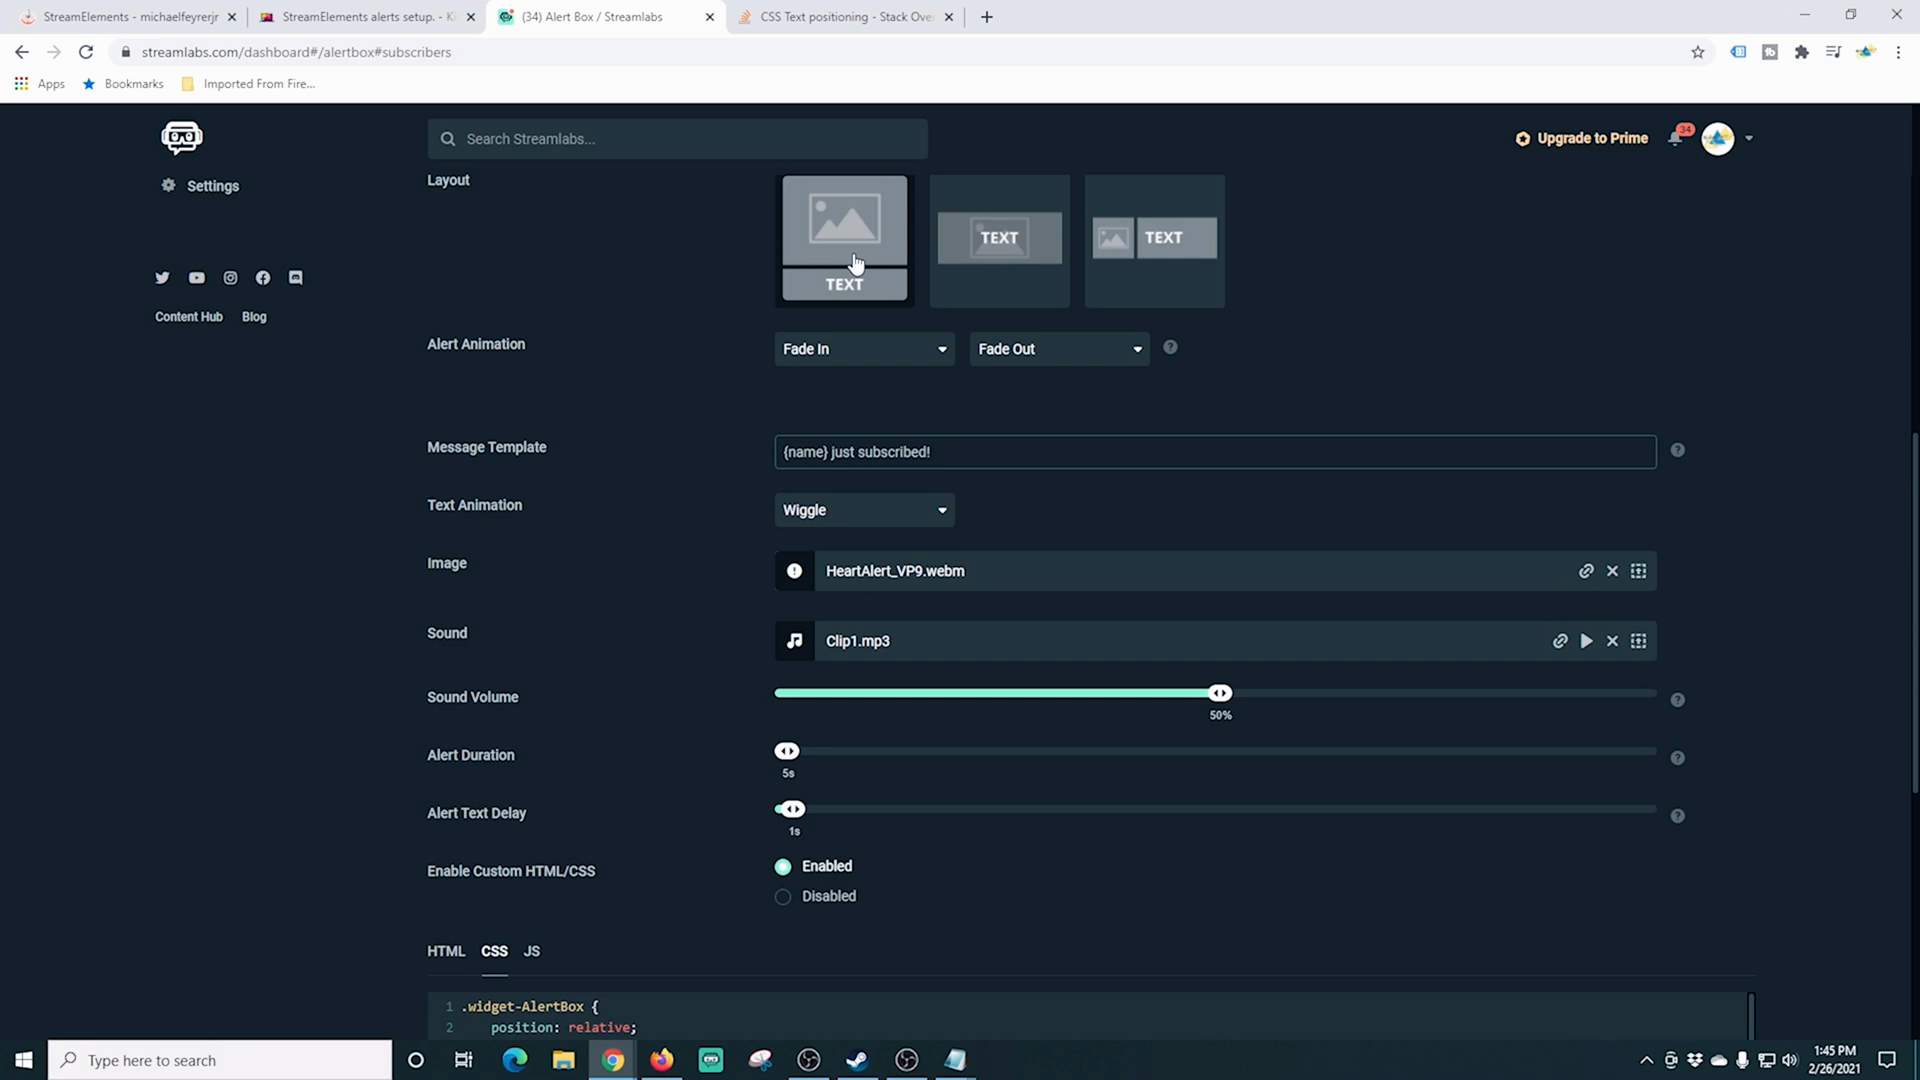 StreamElements - michaelfeyrerjr
StreamElements alerts setup. - Ki
(34) Alert Box / Streamlabs
CSS Text positioning - Stack Over
streamlabs.com/dashboard#/alertbox#subscribers
Apps
Bookmarks
Imported From Fire...
Search Streamlabs...
Upgrade to Prime
34
Settings
Content Hub
Blog
Layout
TEXT
TEXT
TEXT
Alert Animation
Fade In
Fade Out
Message Template
{name} just subscribed!
Text Animation
Wiggle
Image
HeartAlert_VP9.webm
Sound
Clip1.mp3
Sound Volume
50%
Alert Duration
5s
Alert Text Delay
1s
Enable Custom HTML/CSS
Enabled
Disabled
HTML CSS JS
1 .widget-AlertBox {
2 position: relative;
Type here to search
1:45 PM
2/26/2021